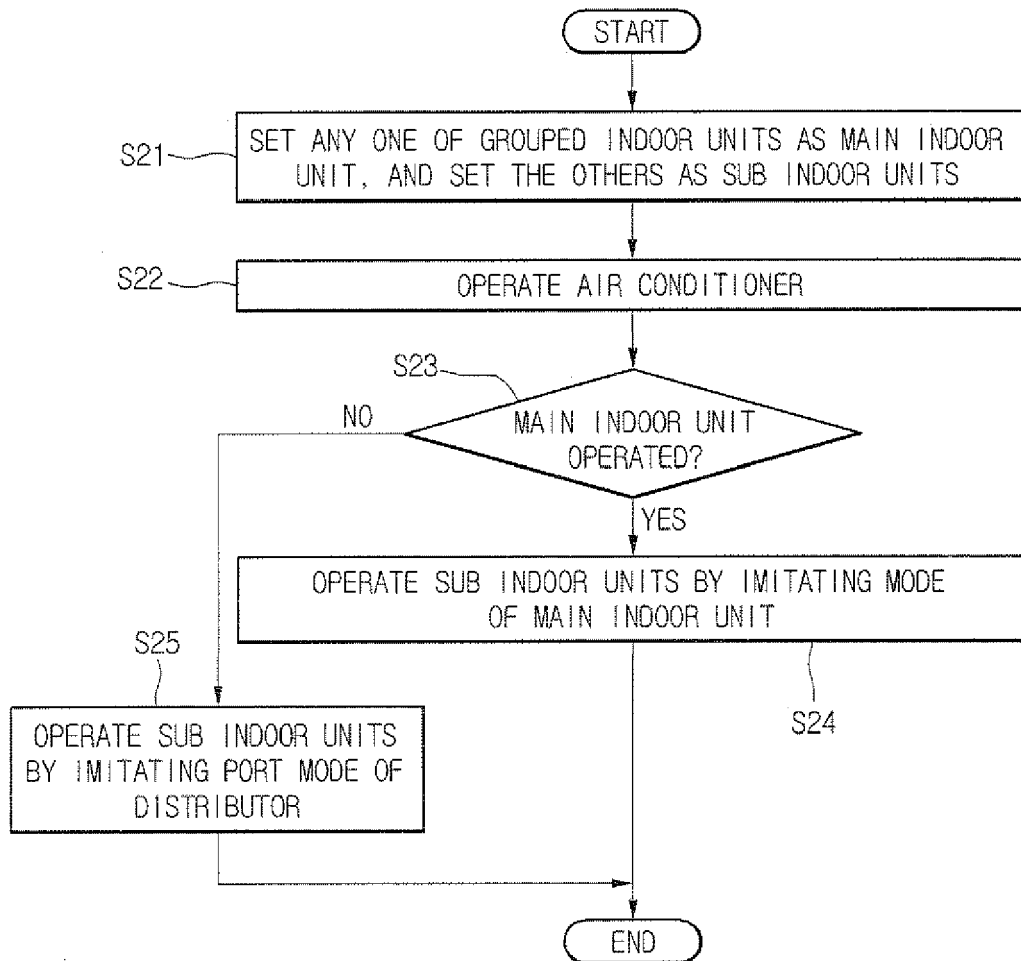 START
S21
SET ANY ONE OF GROUPED INDOOR UNITS AS MAIN INDOOR
UNIT, AND SET THE OTHERS AS SUB INDOOR UNITS
S22
OPERATE AIR CONDITIONER
S23
MAIN INDOOR UNIT
OPERATED?
NO
YES
OPERATE SUB INDOOR UNITS BY IMITATING MODE
OF MAIN INDOOR UNIT
S24
S25
OPERATE SUB INDOOR UNITS
BY IMITATING PORT MODE OF
DISTRIBUTOR
END